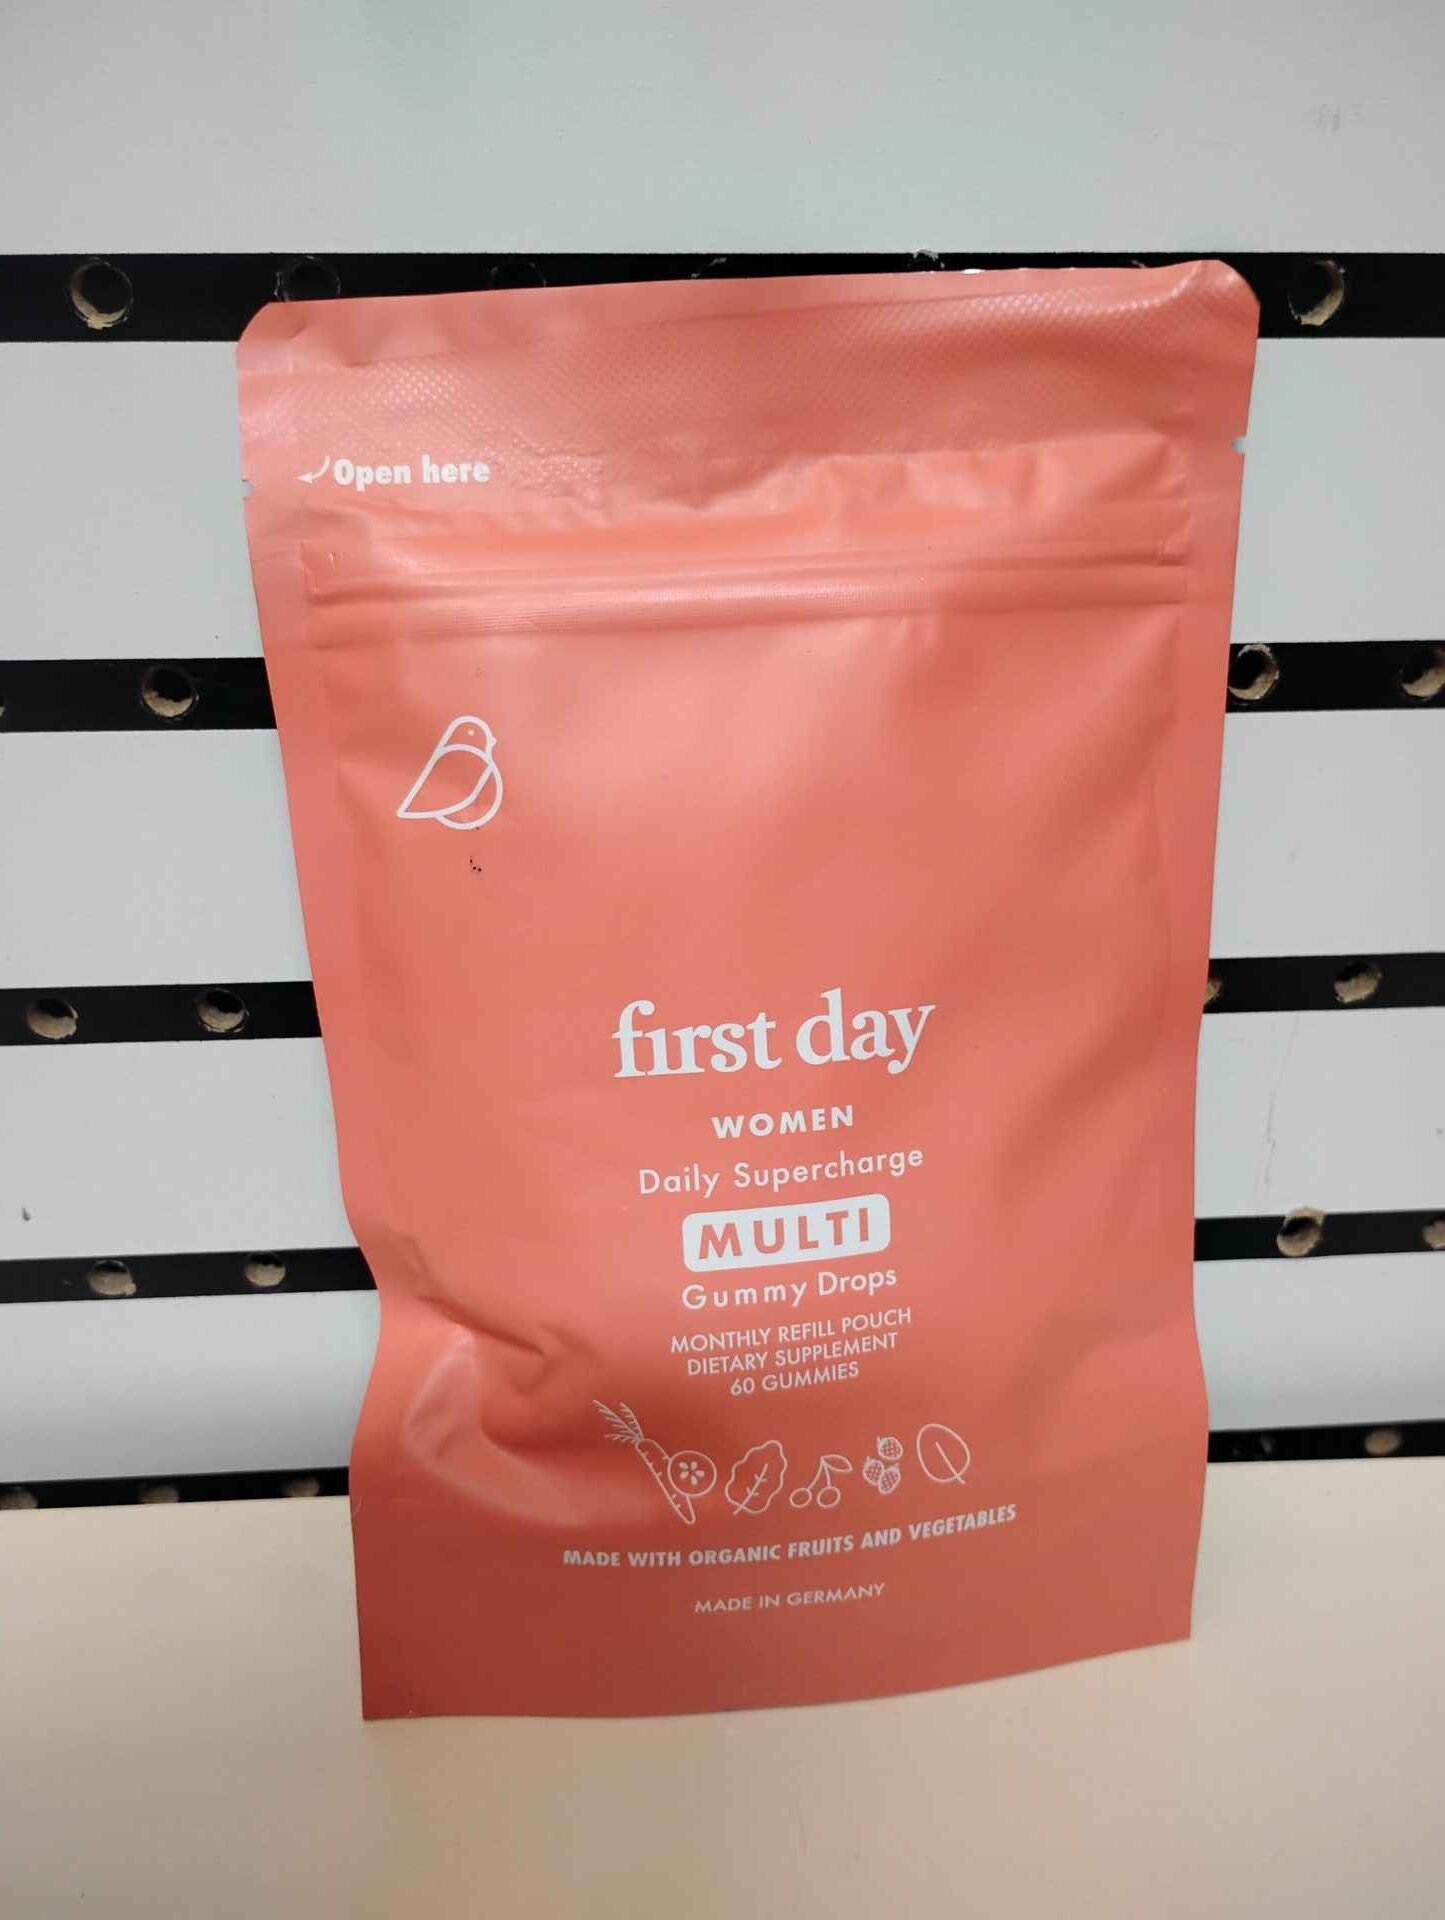 Open here
first day
WOMEN
Daily Supercharge
MULTI
Gummy Drops
MONTHLY REFILL POUCH
DIETARY SUPPLEMENT
60 GUMMIES
MADE WITH ORGANIC FRUITS AND VEGETABLES
MADE IN GERMANY